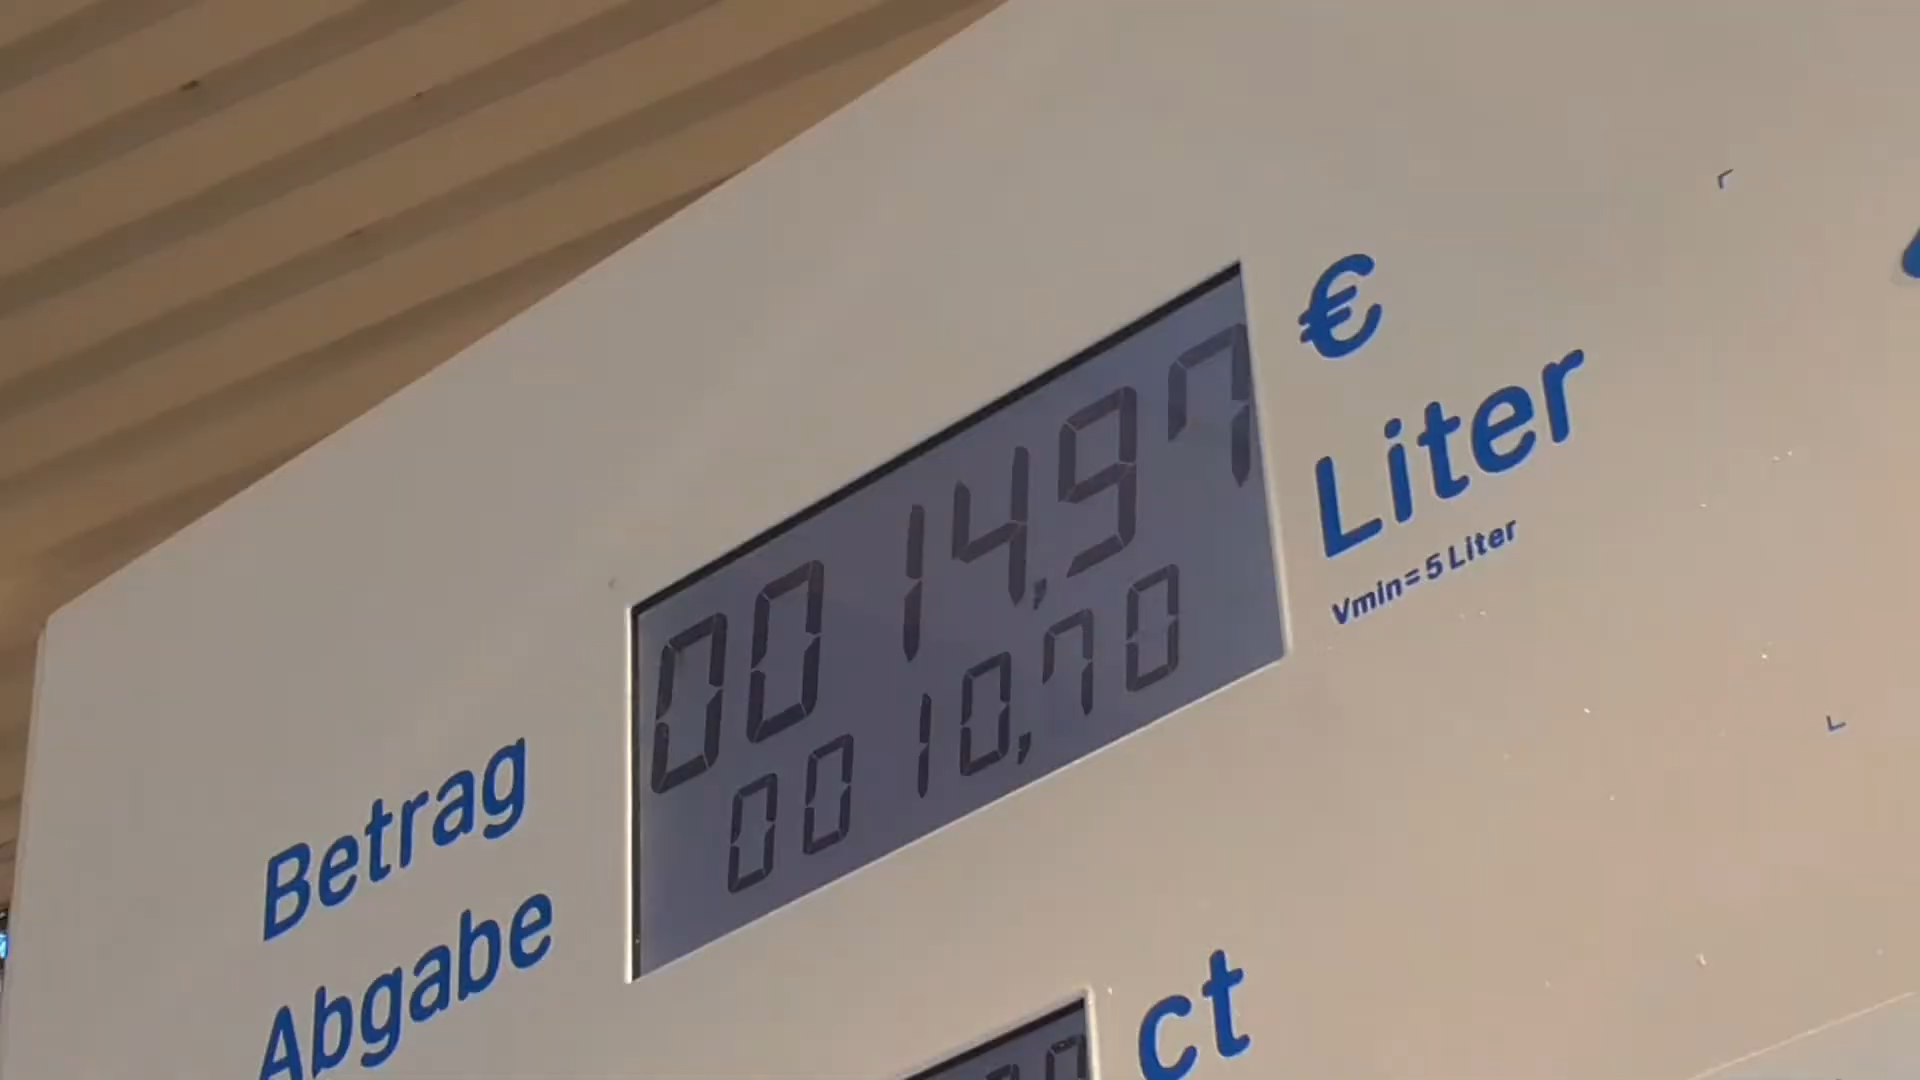 Betrag 0014,97 €
Abgabe 0010,70 Liter
Vmin= 5 Liter
ct